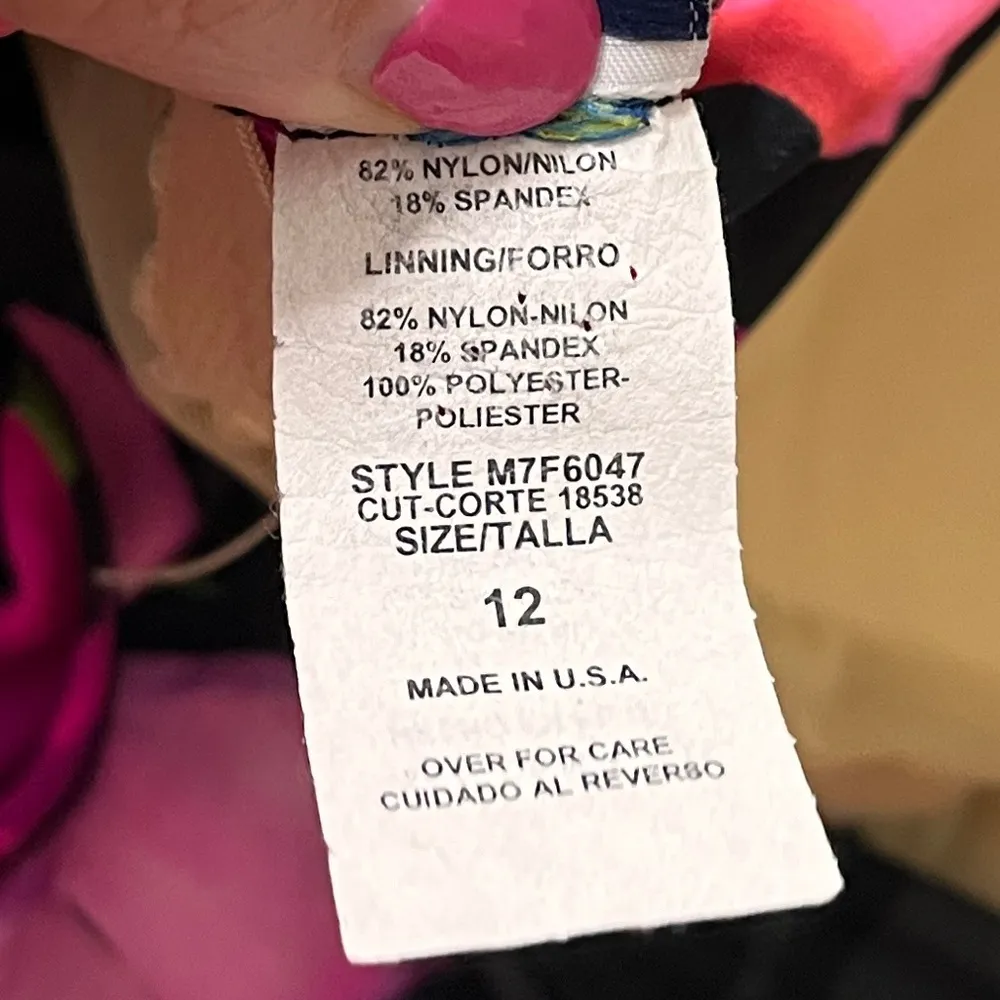 82% NYLON/NILON
18% SPANDEX
LINNING/FORRO
82% NYLON-NILON
18% SPANDEX
100% POLYESTER-
POLIESTER
STYLE M7F6047
CUT-CORTE 18538
SIZE/TALLA
12
MADE IN U.S.A.
OVER FOR CARE
CUIDADO AL REVERSO